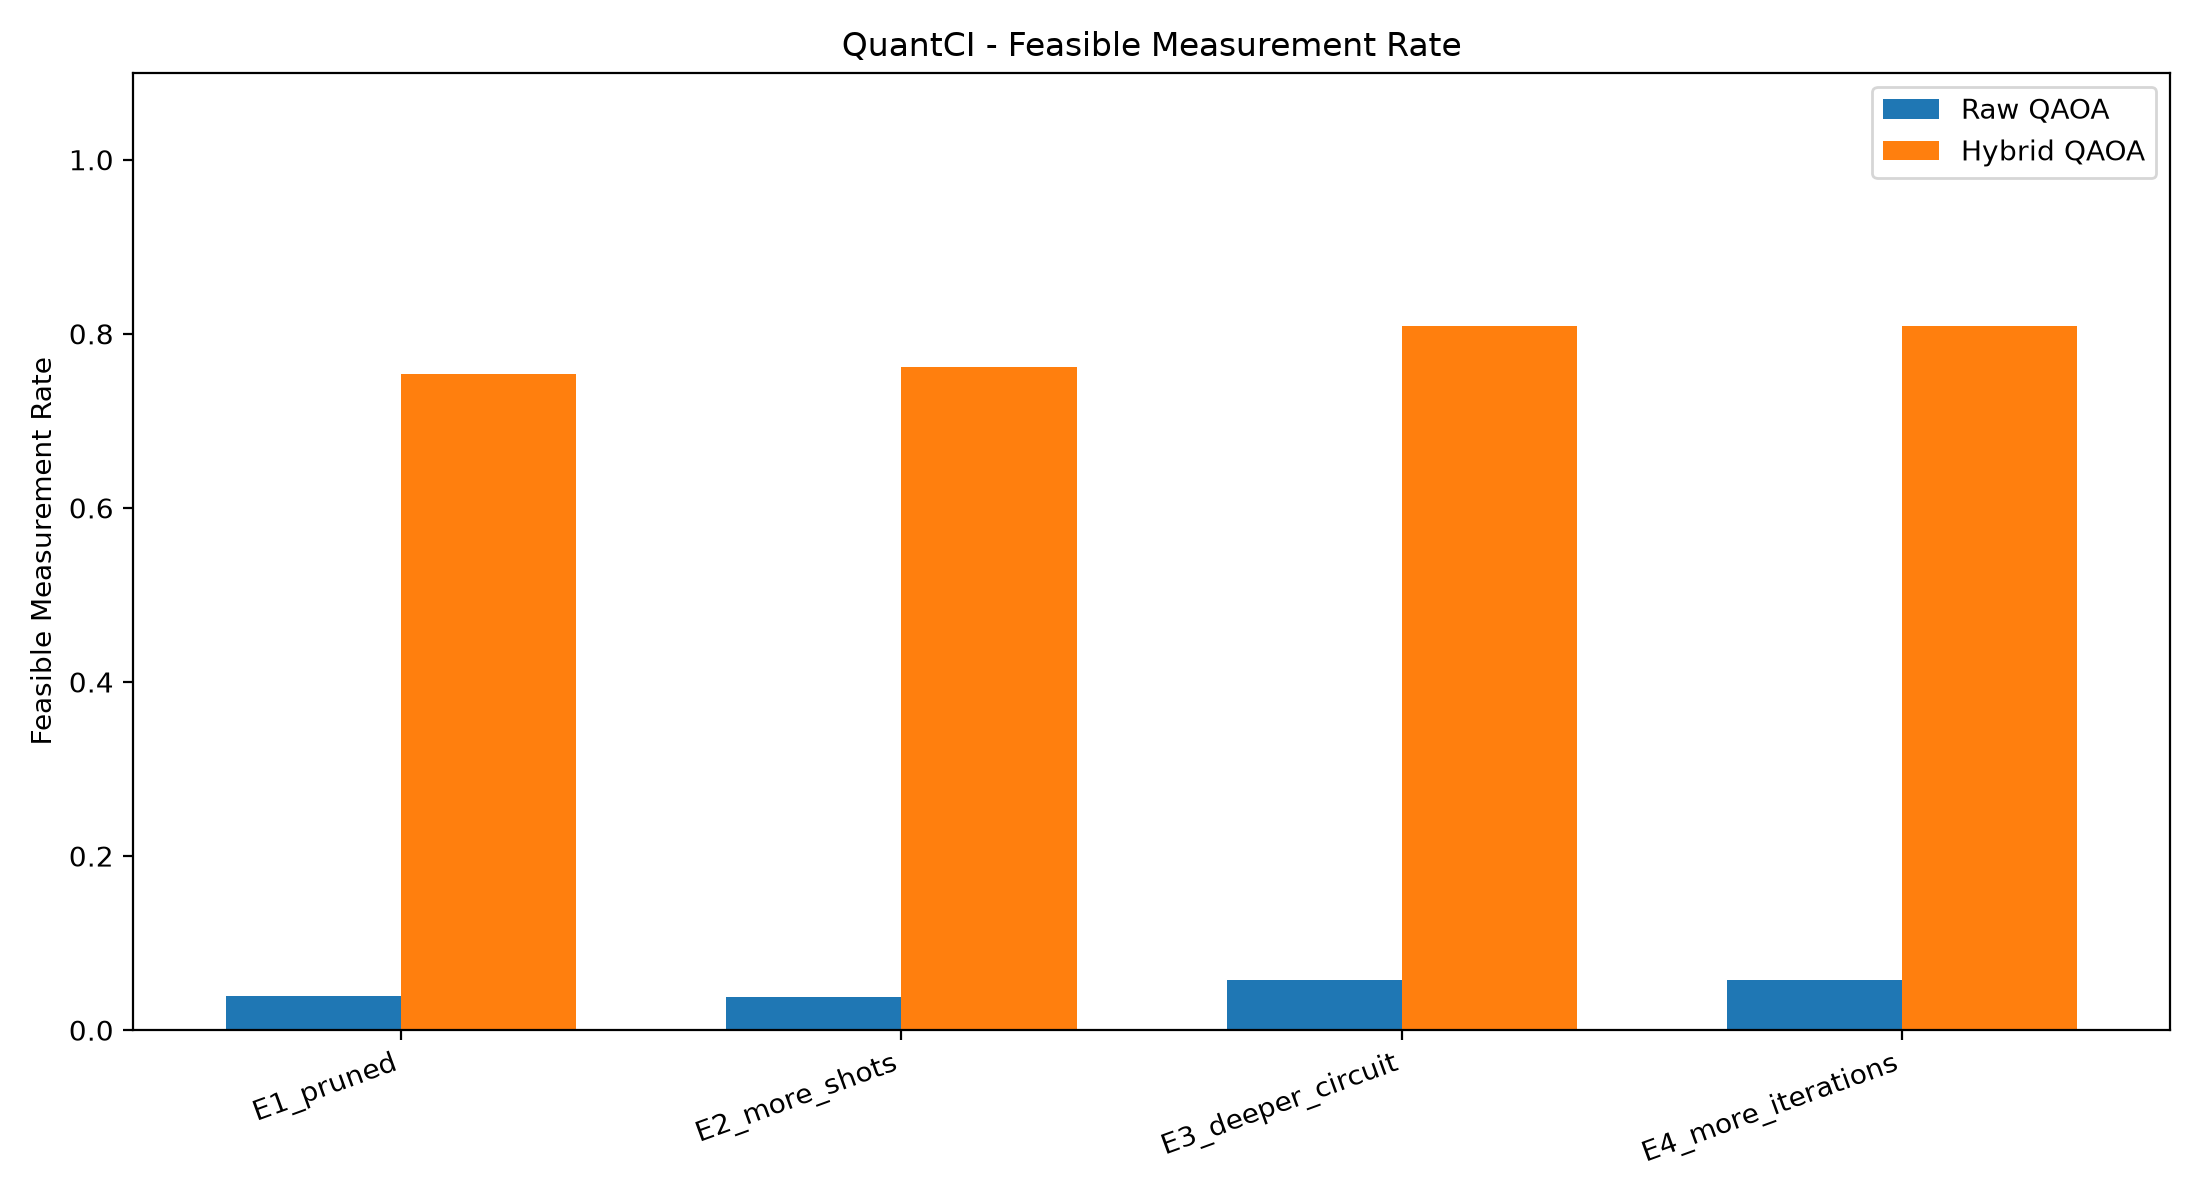 QuantCI - Feasible Measurement Rate
Raw QAOA
Hybrid QAOA
Feasible Measurement Rate
1.0
0.8
0.6
0.4
0.2
0.0
E1_pruned
E2_more_shots
E3_deeper_circuit
E4_more_iterations